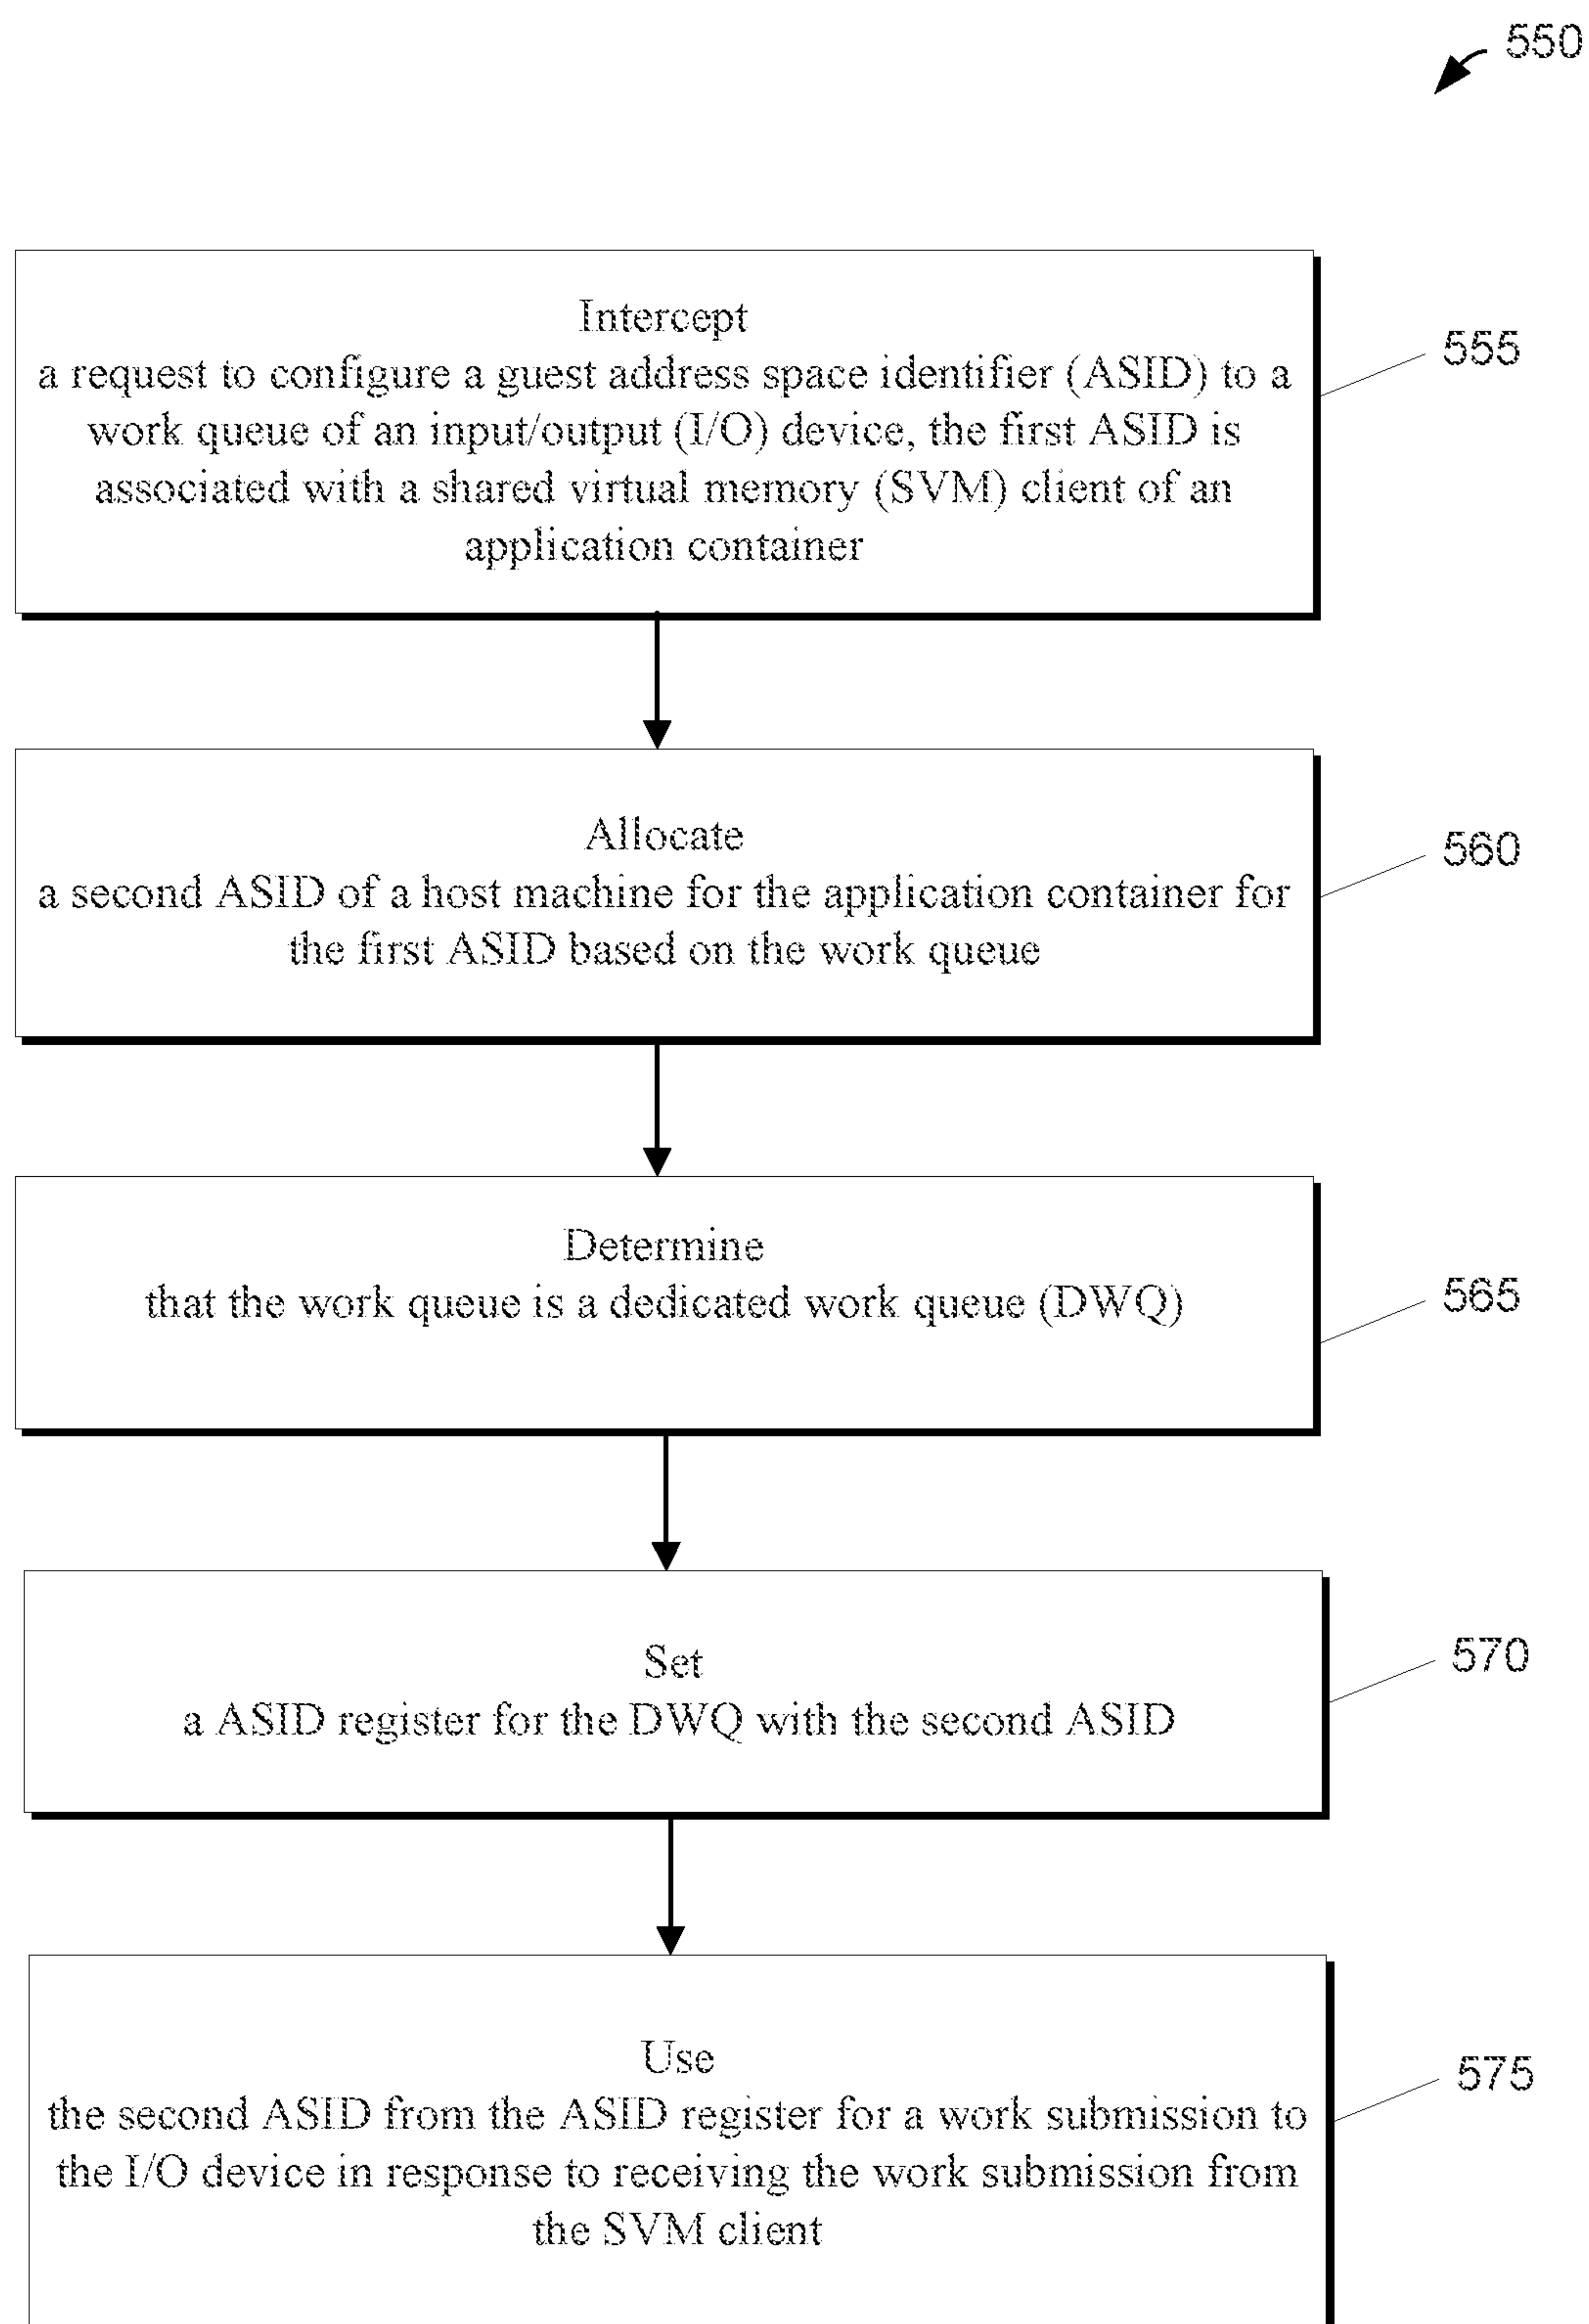 550
Intercept
a request to configure a guest address space identifier (ASID) to a
work queue of an input/output (I/O) device, the first ASID is
associated with a shared virtual memory (SVM) client of an
application container
555
Allocate
a second ASID of a host machine for the application container for
the first ASID based on the work queue
560
Determine
that the work queue is a dedicated work queue (DWQ)
565
Set
a ASID register for the DWQ with the second ASID
570
Use
the second ASID from the ASID register for a work submission to
the I/O device in response to receiving the work submission from
the SVM client
575